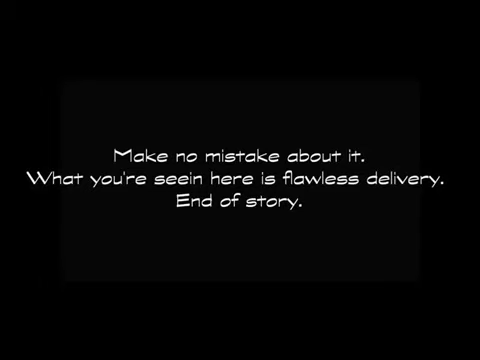 Make no mistake about it.
What you're seein here is flawless delivery.
End of story.